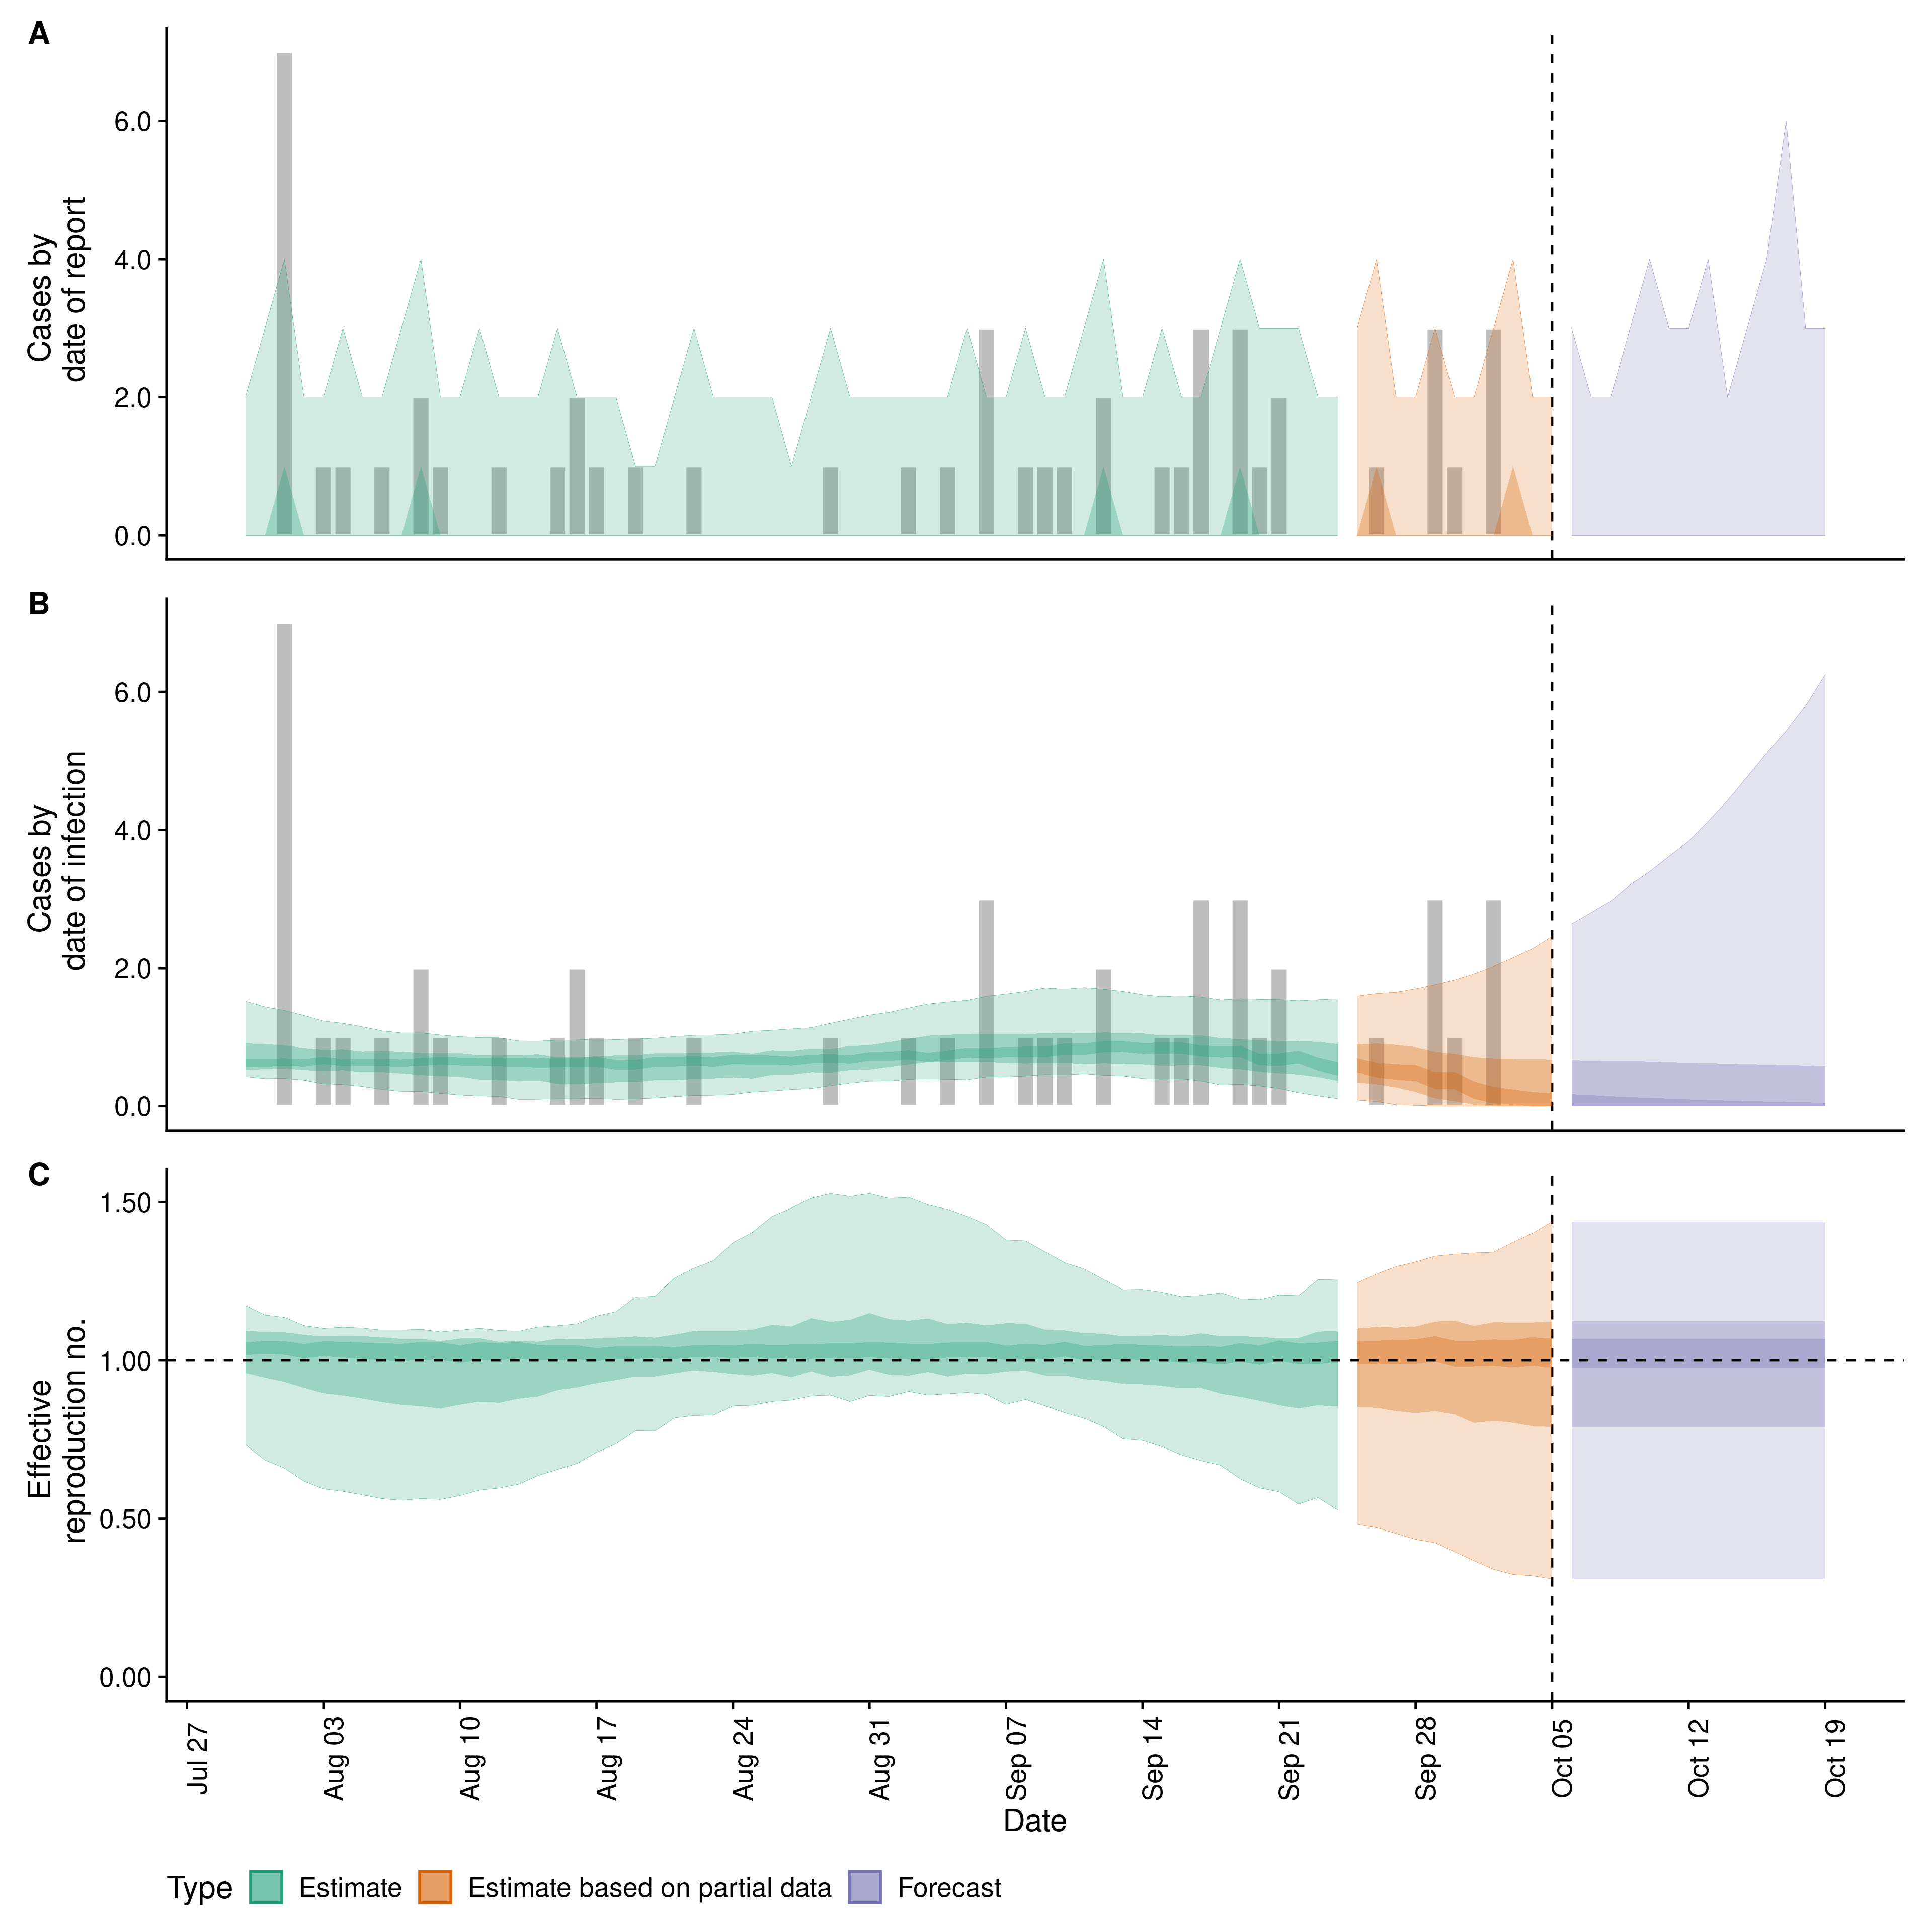 A
Cases by
date of report
6.0
4.0
2.0
0.0
B
Cases by
date of infection
6.0
4.0
2.0
0.0
C
Effective
reproduction no.
1.50
1.00
0.50
0.00
Jul 27
Aug 03
Aug 10
Aug 17
Aug 24
Aug 31
Sep 07
Sep 14
Sep 21
Sep 28
Oct 05
Oct 12
Oct 19
Date
Type Estimate Estimate based on partial data Forecast